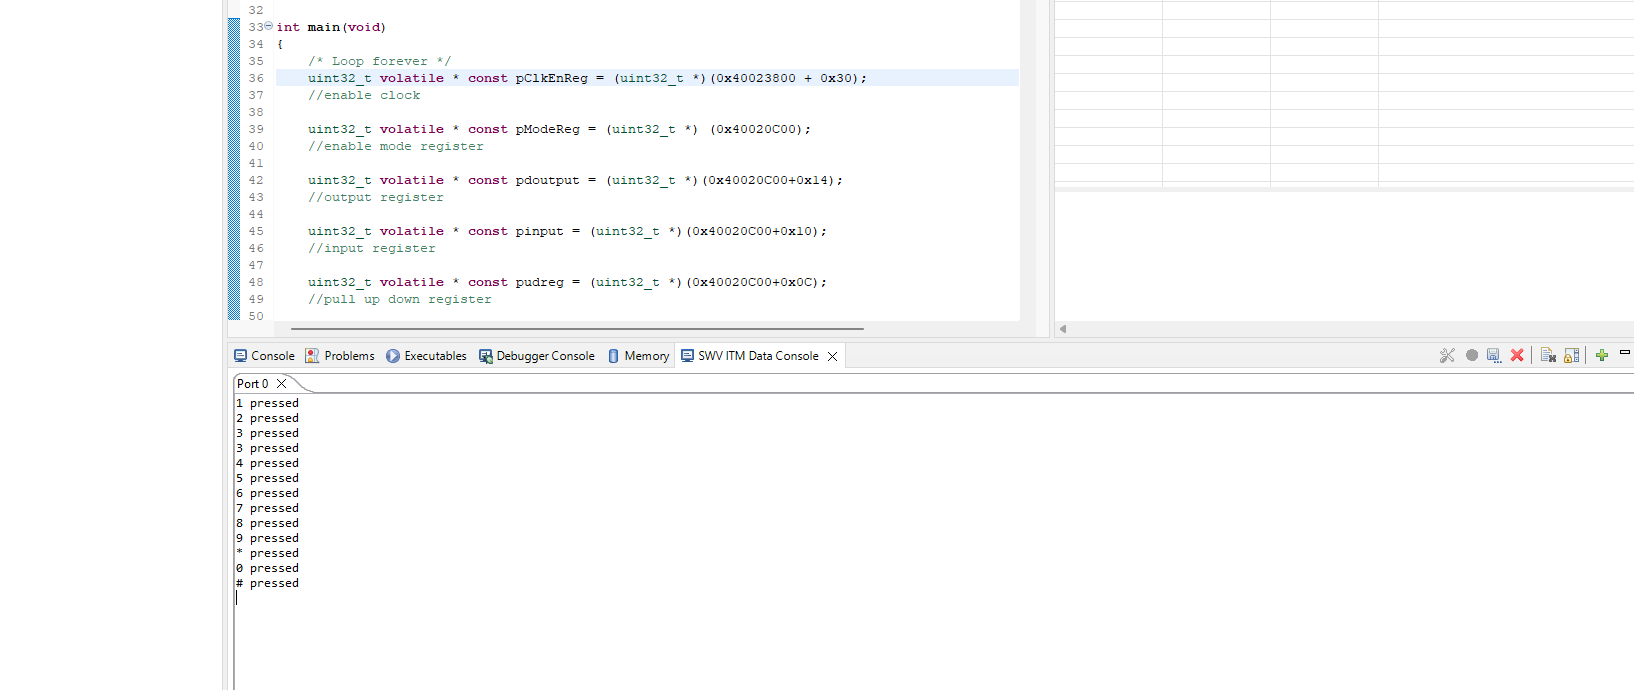 32
33 int main(void)
34 {
35 /* Loop forever */
36 uint32_t volatile * const pClkEnReg = (uint32_t *)(0x40023800 + 0x30);
37 //enable clock
38
39 uint32_t volatile * const pModeReg = (uint32_t *) (0x40020C00);
40 //enable mode register
41
42 uint32_t volatile * const pdoutput = (uint32_t *)(0x40020C00+0x14);
43 //output register
44
45 uint32_t volatile * const pinput = (uint32_t *)(0x40020C00+0x10);
46 //input register
47
48 uint32_t volatile * const pudreg = (uint32_t *)(0x40020C00+0x0C);
49 //pull up down register
50
Console Problems Executables Debugger Console Memory SWV ITM Data Console
Port 0
1 pressed
2 pressed
3 pressed
3 pressed
4 pressed
5 pressed
6 pressed
7 pressed
8 pressed
9 pressed
* pressed
0 pressed
# pressed